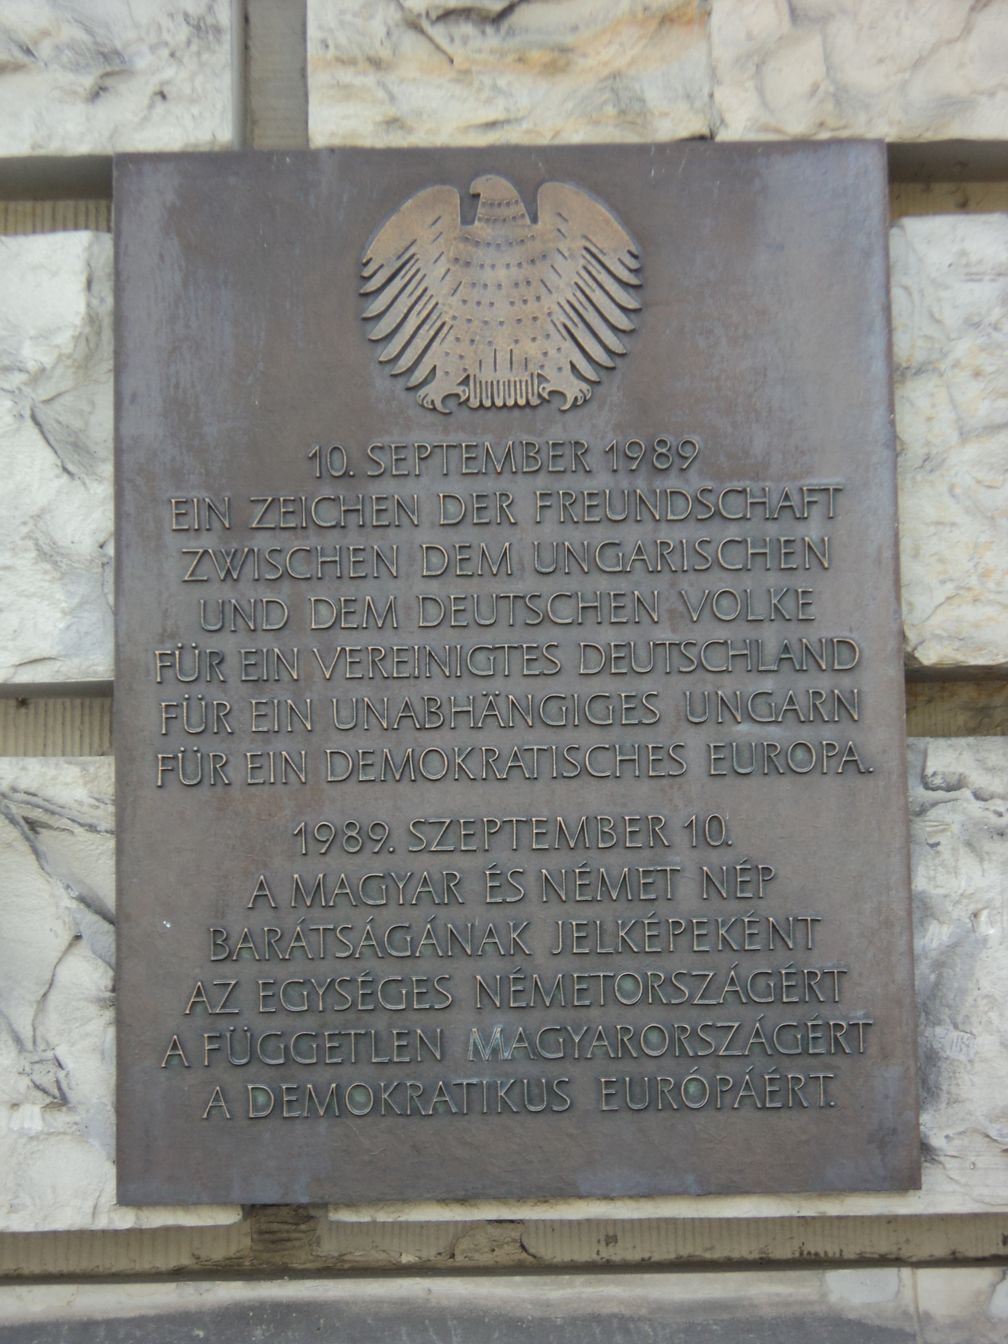 10. SEPTEMBER 1989
EIN ZEICHEN DER FREUNDSCHAFT
ZWISCHEN DEM UNGARISCHEN
UND DEM DEUTSCHEN VOLKE
FÜR EIN VEREINIGTES DEUTSCHLAND
FÜR EIN UNABHÄNGIGES UNGARN
FÜR EIN DEMOKRATISCHES EUROPA.
1989. SZEPTEMBER 10.
A MAGYAR ÉS NÉMET NÉP
BARÁTSÁGÁNAK JELKÉPEKÉNT
AZ EGYSÉGES NÉMETORSZÁGÉRT
A FÜGGETLEN MAGYARORSZÁGÉRT
A DEMOKRATIKUS EURÓPÁÉRT.